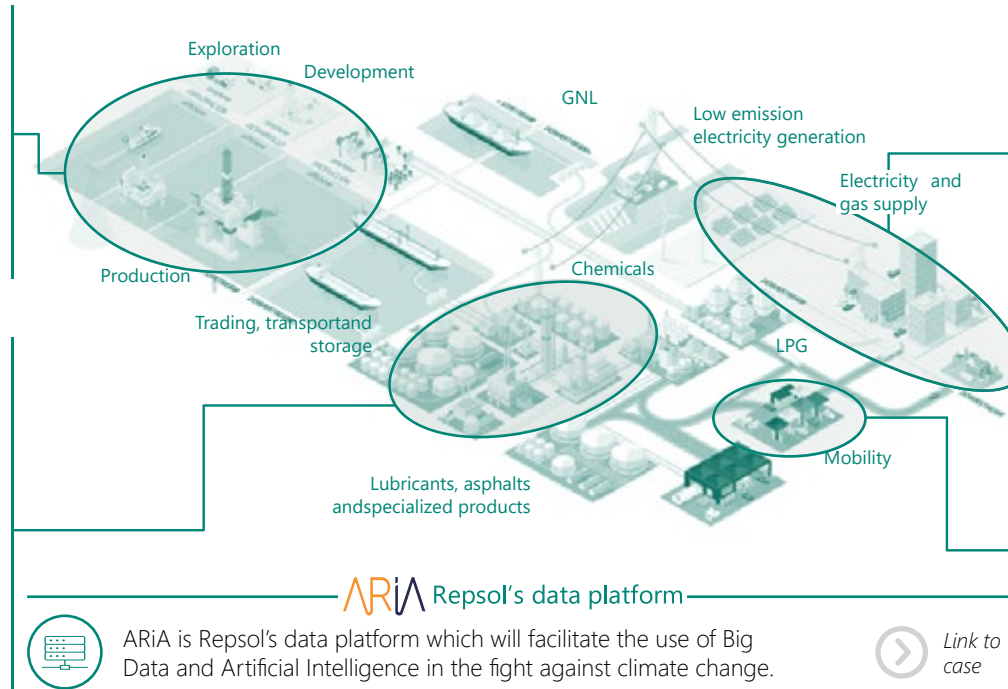 Exploration
Development
GNL
Low emission
electricity generation
Electricity and
gas supply
Production
Chemicals
Trading, transportand
storage
LPG
Mobility
Lubricants, asphalts
andspecialized products
ARiA Repsol's data platform
ARiA is Repsol's data platform which will facilitate the use of Big
Data and Artificial Intelligence in the fight against climate change.
Link to
case